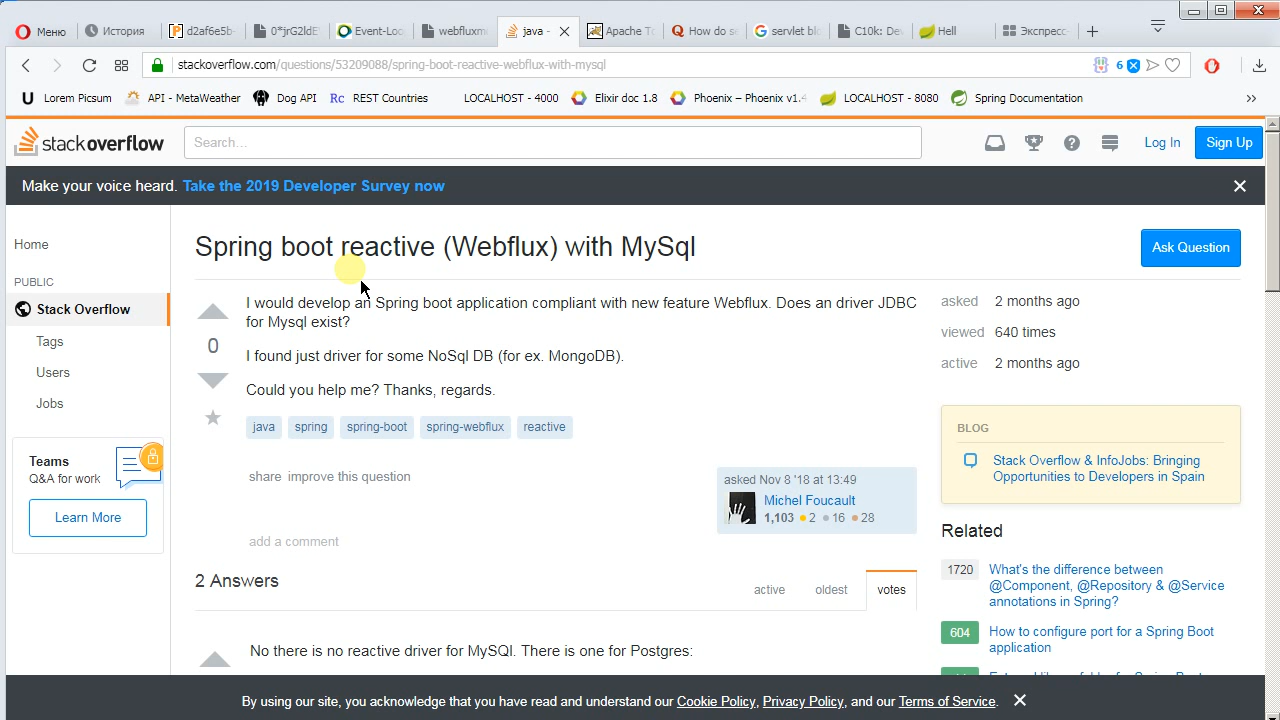 Меню
История
d2af6e5b-
0*jrG2ldE
Event-Loo
webfluxm
java -
Apache To
How do s
servlet bl
C10k: De
Hell
Экспресс-
stackoverflow.com/questions/53209088/spring-boot-reactive-webflux-with-mysql
6
Lorem Picsum
API - MetaWeather
Dog API
Rc REST Countries
LOCALHOST - 4000
Elixir doc 1.8
Phoenix – Phoenix v1.4
LOCALHOST - 8080
Spring Documentation
»
stackoverflow
Search...
Log In
Sign Up
Make your voice heard. Take the 2019 Developer Survey now
Home
PUBLIC
Stack Overflow
Tags
Users
Jobs
Teams
Q&A for work
Learn More
Spring boot reactive (Webflux) with MySql
Ask Question
I would develop an Spring boot application compliant with new feature Webflux. Does an driver JDBC
for Mysql exist?
0
I found just driver for some NoSql DB (for ex. MongoDB).
Could you help me? Thanks, regards.
java
spring
spring-boot
spring-webflux
reactive
share improve this question
asked Nov 8 '18 at 13:49
Michel Foucault
1,103 2 16 28
add a comment
2 Answers
active
oldest
votes
No there is no reactive driver for MySQl. There is one for Postgres:
asked 2 months ago
viewed 640 times
active 2 months ago
BLOG
Stack Overflow & InfoJobs: Bringing
Opportunities to Developers in Spain
Related
1720 What's the difference between
@Component, @Repository & @Service
annotations in Spring?
604 How to configure port for a Spring Boot
application
By using our site, you acknowledge that you have read and understand our Cookie Policy, Privacy Policy, and our Terms of Service.